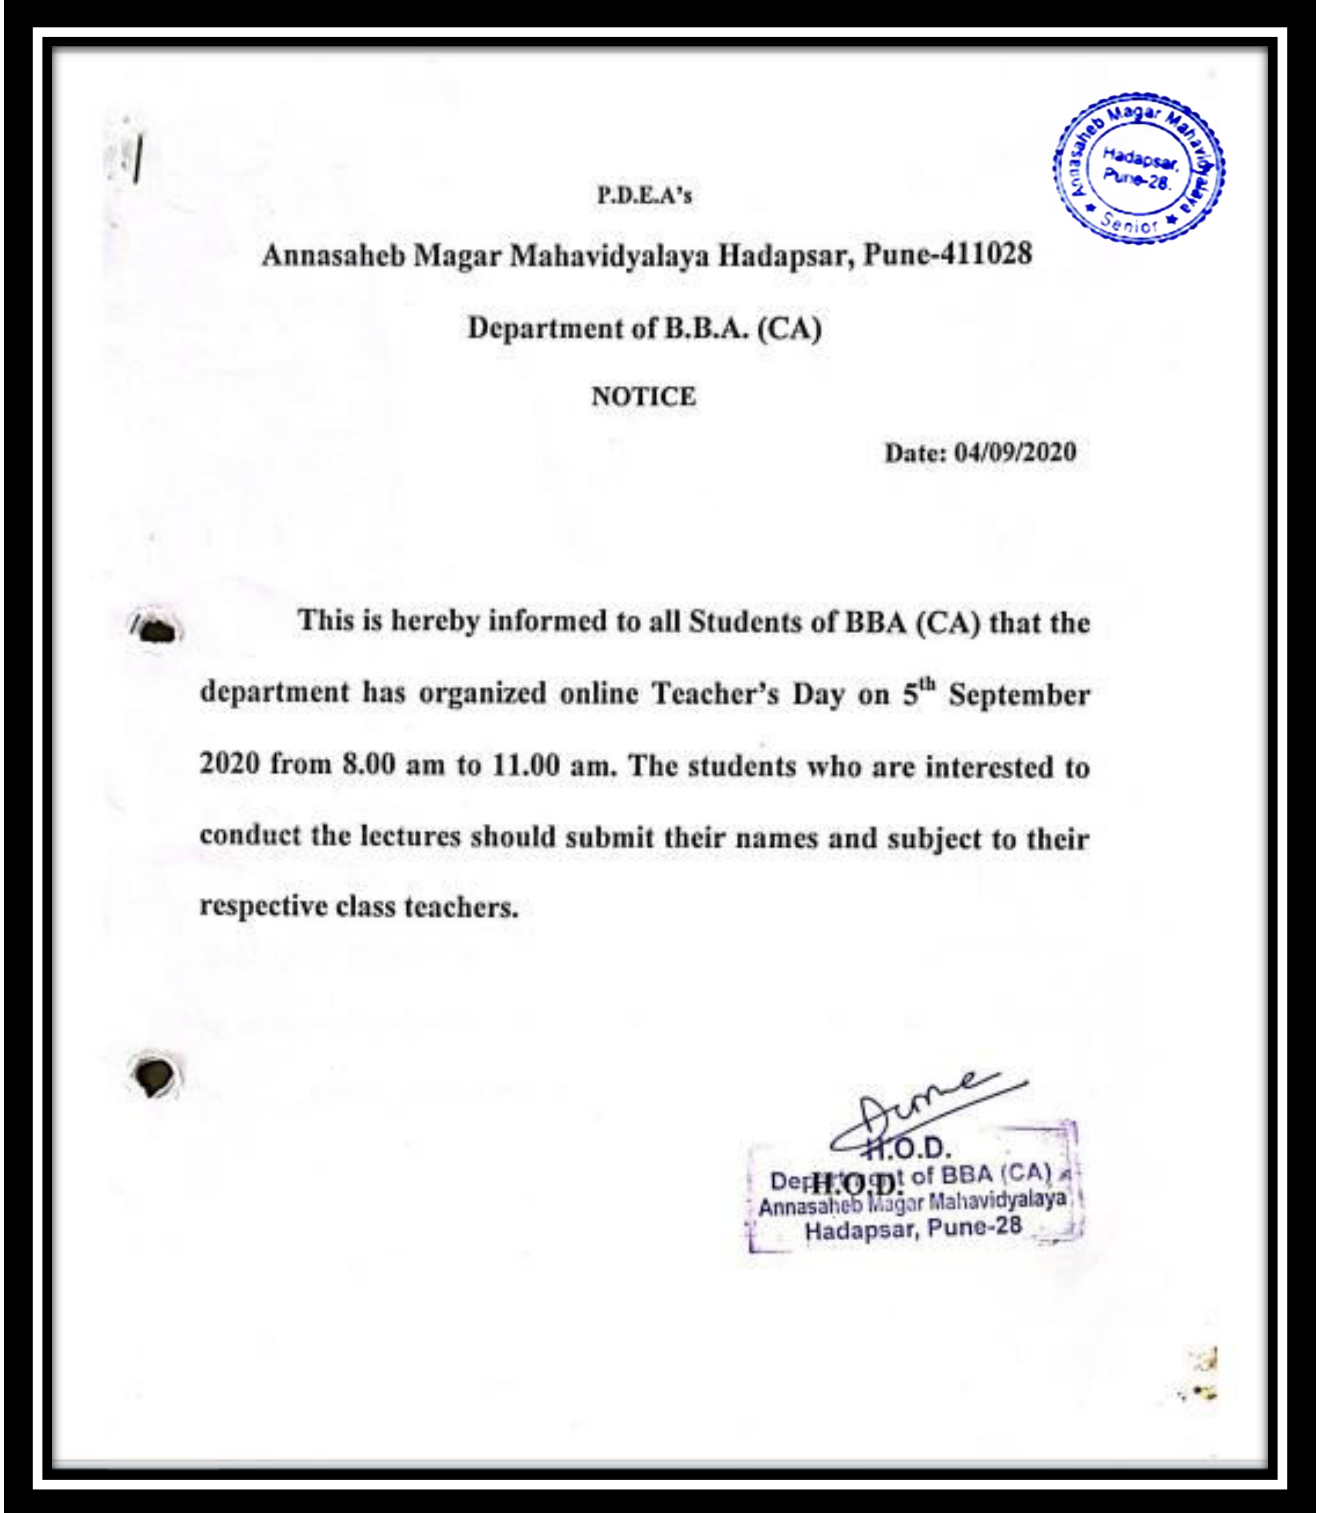 Annasaheb Magar Mahavidyalaya
Hadapsar,
Pune-28.
★ Senior ★
P.D.E.A's
Annasaheb Magar Mahavidyalaya Hadapsar, Pune-411028
Department of B.B.A. (CA)
NOTICE
Date: 04/09/2020
This is hereby informed to all Students of BBA (CA) that the
department has organized online Teacher's Day on 5th September
2020 from 8.00 am to 11.00 am. The students who are interested to
conduct the lectures should submit their names and subject to their
respective class teachers.
H.O.D.
Department of BBA (CA)
H.O.D.
Annasaheb Magar Mahavidyalaya
Hadapsar, Pune-28